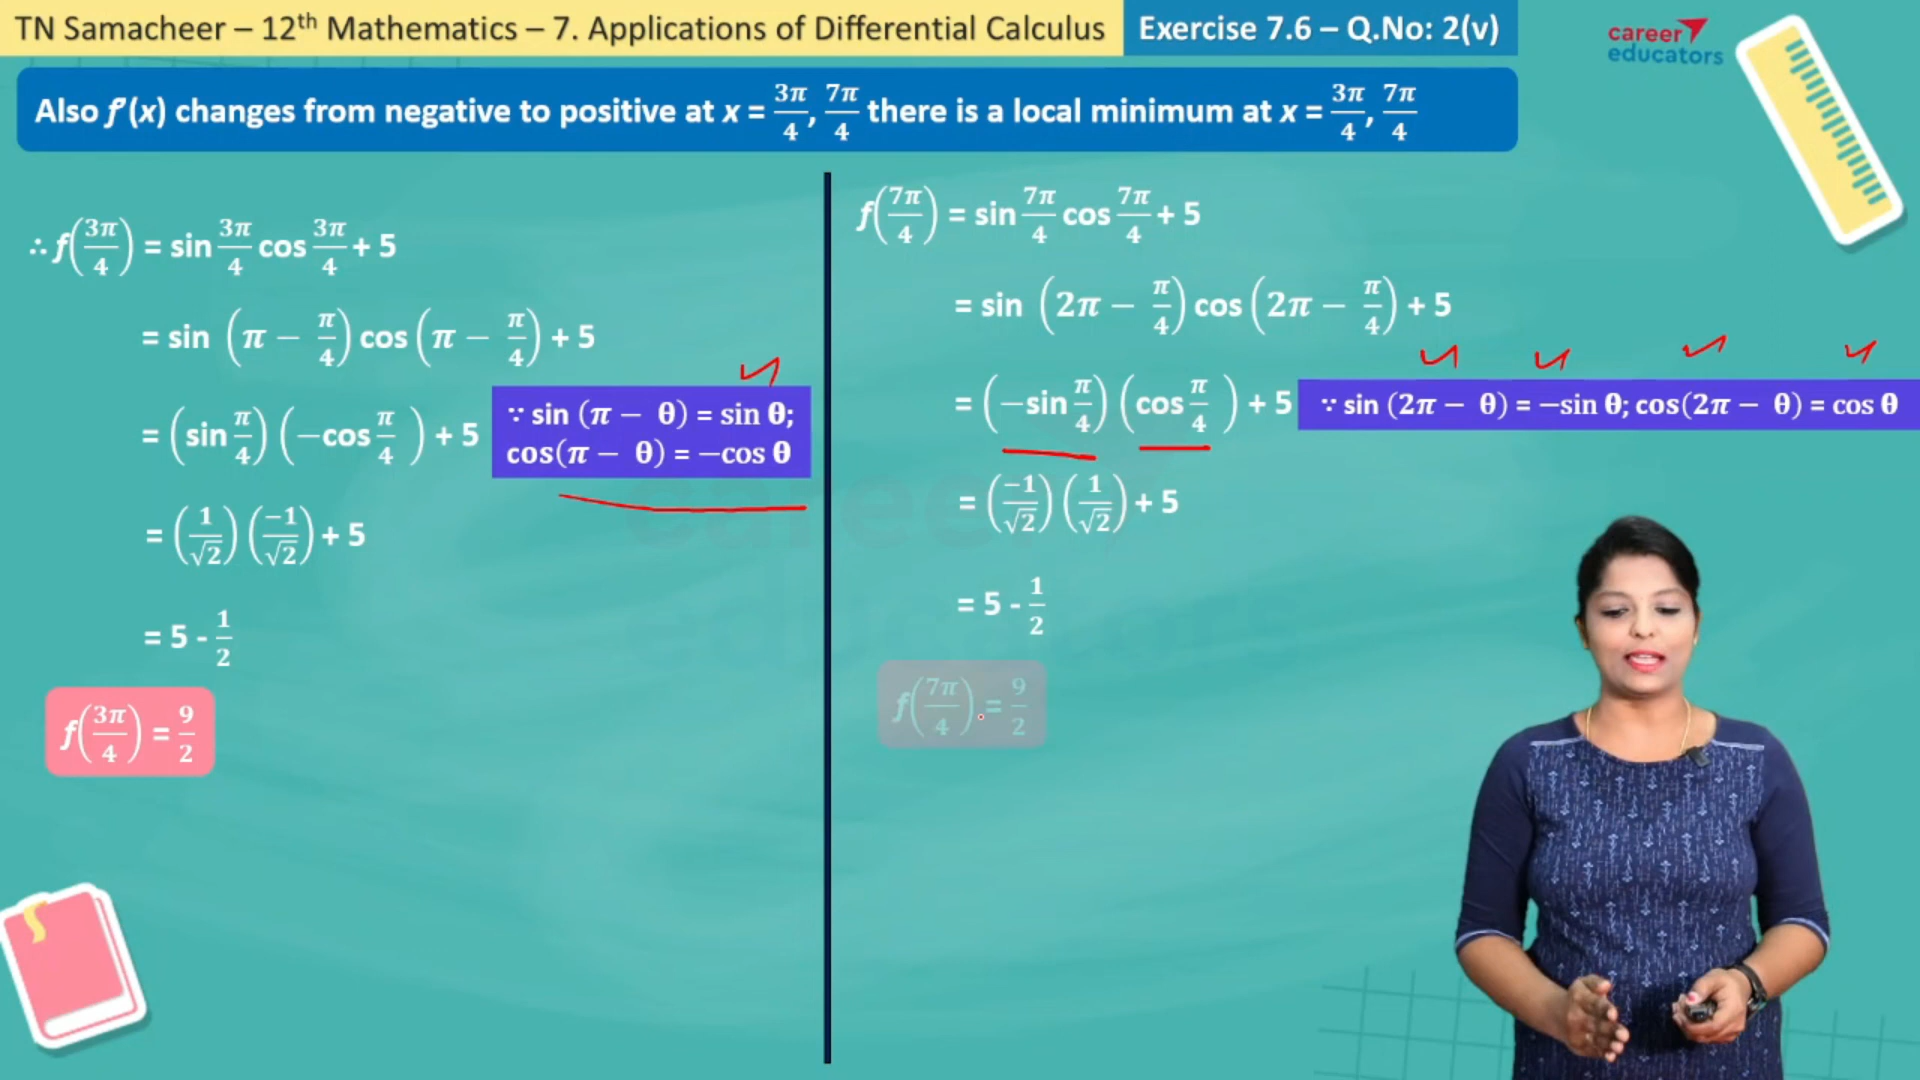 TN Samacheer – 12th Mathematics – 7. Applications of Differential Calculus
Exercise 7.6 – Q.No: 2(v)
career
educators
Also f'(x) changes from negative to positive at x = 3π/4, 7π/4 there is a local minimum at x = 3π/4, 7π/4
∴ f(3π/4) = sin 3π/4 cos 3π/4 + 5
= sin (π − π/4) cos (π − π/4) + 5
= (sin π/4) (−cos π/4) + 5
∵ sin (π − θ) = sin θ;
cos(π − θ) = −cos θ
= (1/√2) (−1/√2) + 5
= 5 - 1/2
f(3π/4) = 9/2
f(7π/4) = sin 7π/4 cos 7π/4 + 5
= sin (2π − π/4) cos (2π − π/4) + 5
= (−sin π/4) (cos π/4) + 5
∵ sin (2π − θ) = −sin θ; cos(2π − θ) = cos θ
= (−1/√2) (1/√2) + 5
= 5 - 1/2
f(7π/4) = 9/2
career
educators